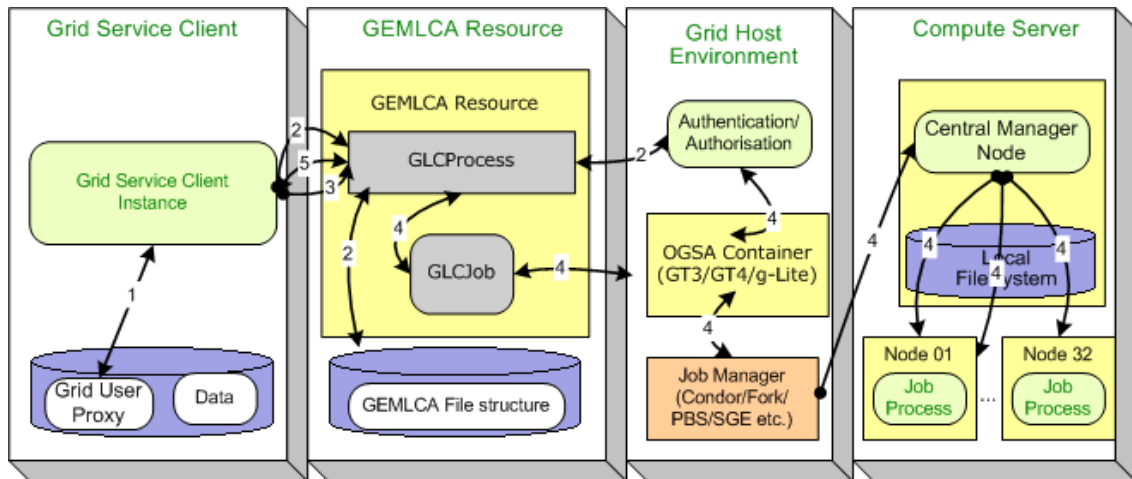 Grid Service Client
GEMLCA Resource
Grid Host
Environment
Compute Server
GEMLCA Resource
GLCProcess
GLCJob
GEMLCA File structure
Grid Service Client
Instance
Grid User
Proxy
Data
Authentication/
Authorisation
OGSA Container
(GT3/GT4/g-Lite)
Job Manager
(Condor/Fork/
PBS/SGE etc.)
Central Manager
Node
Local
File System
Node 01
Job
Process
...
Node 32
Job
Process
1
2
5
3
2
4
4
2
4
4
4
4
4
4